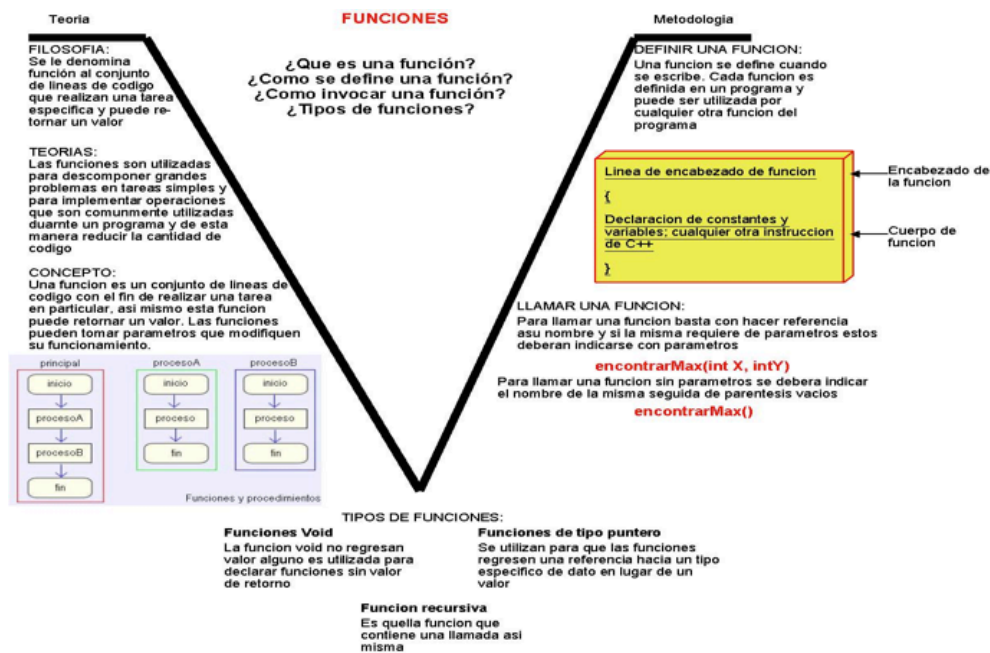 Teoria
FUNCIONES
Metodologia
FILOSOFIA:
Se le denomina
función al conjunto
de lineas de codigo
que realizan una tarea
especifica y puede re-
tornar un valor
TEORIAS:
Las funciones son utilizadas
para descomponer grandes
problemas en tareas simples y
para implementar operaciones
que son comunmente utilizadas
duarnte un programa y de esta
manera reducir la cantidad de
codigo
CONCEPTO:
Una funcion es un conjunto de lineas de
codigo con el fin de realizar una tarea
en particular, asi mismo esta funcion
puede retornar un valor. Las funciones
pueden tomar parametros que modifiquen
su funcionamiento.
principal
inicio
procesoA
procesoB
fin
procesoA
inicio
proceso
fin
procesoB
inicio
proceso
fin
Funciones y procedimientos
¿Que es una función?
¿Como se define una función?
¿Como invocar una función?
¿Tipos de funciones?
DEFINIR UNA FUNCION:
Una funcion se define cuando
se escribe. Cada funcion es
definida en un programa y
puede ser utilizada por
cualquier otra funcion del
programa
Linea de encabezado de funcion
{
Declaracion de constantes y
variables; cualquier otra instruccion
de C++
}
Encabezado de
la funcion
Cuerpo de
funcion
LLAMAR UNA FUNCION:
Para llamar una funcion basta con hacer referencia
asu nombre y si la misma requiere de parametros estos
deberan indicarse con parametros
encontrarMax(int X, intY)
Para llamar una funcion sin parametros se debera indicar
el nombre de la misma seguida de parentesis vacios
encontrarMax()
TIPOS DE FUNCIONES:
Funciones Void
La funcion void no regresan
valor alguno es utilizada para
declarar funciones sin valor
de retorno
Funciones de tipo puntero
Se utilizan para que las funciones
regresen una referencia hacia un tipo
especifico de dato en lugar de un
valor
Funcion recursiva
Es quella funcion que
contiene una llamada asi
misma